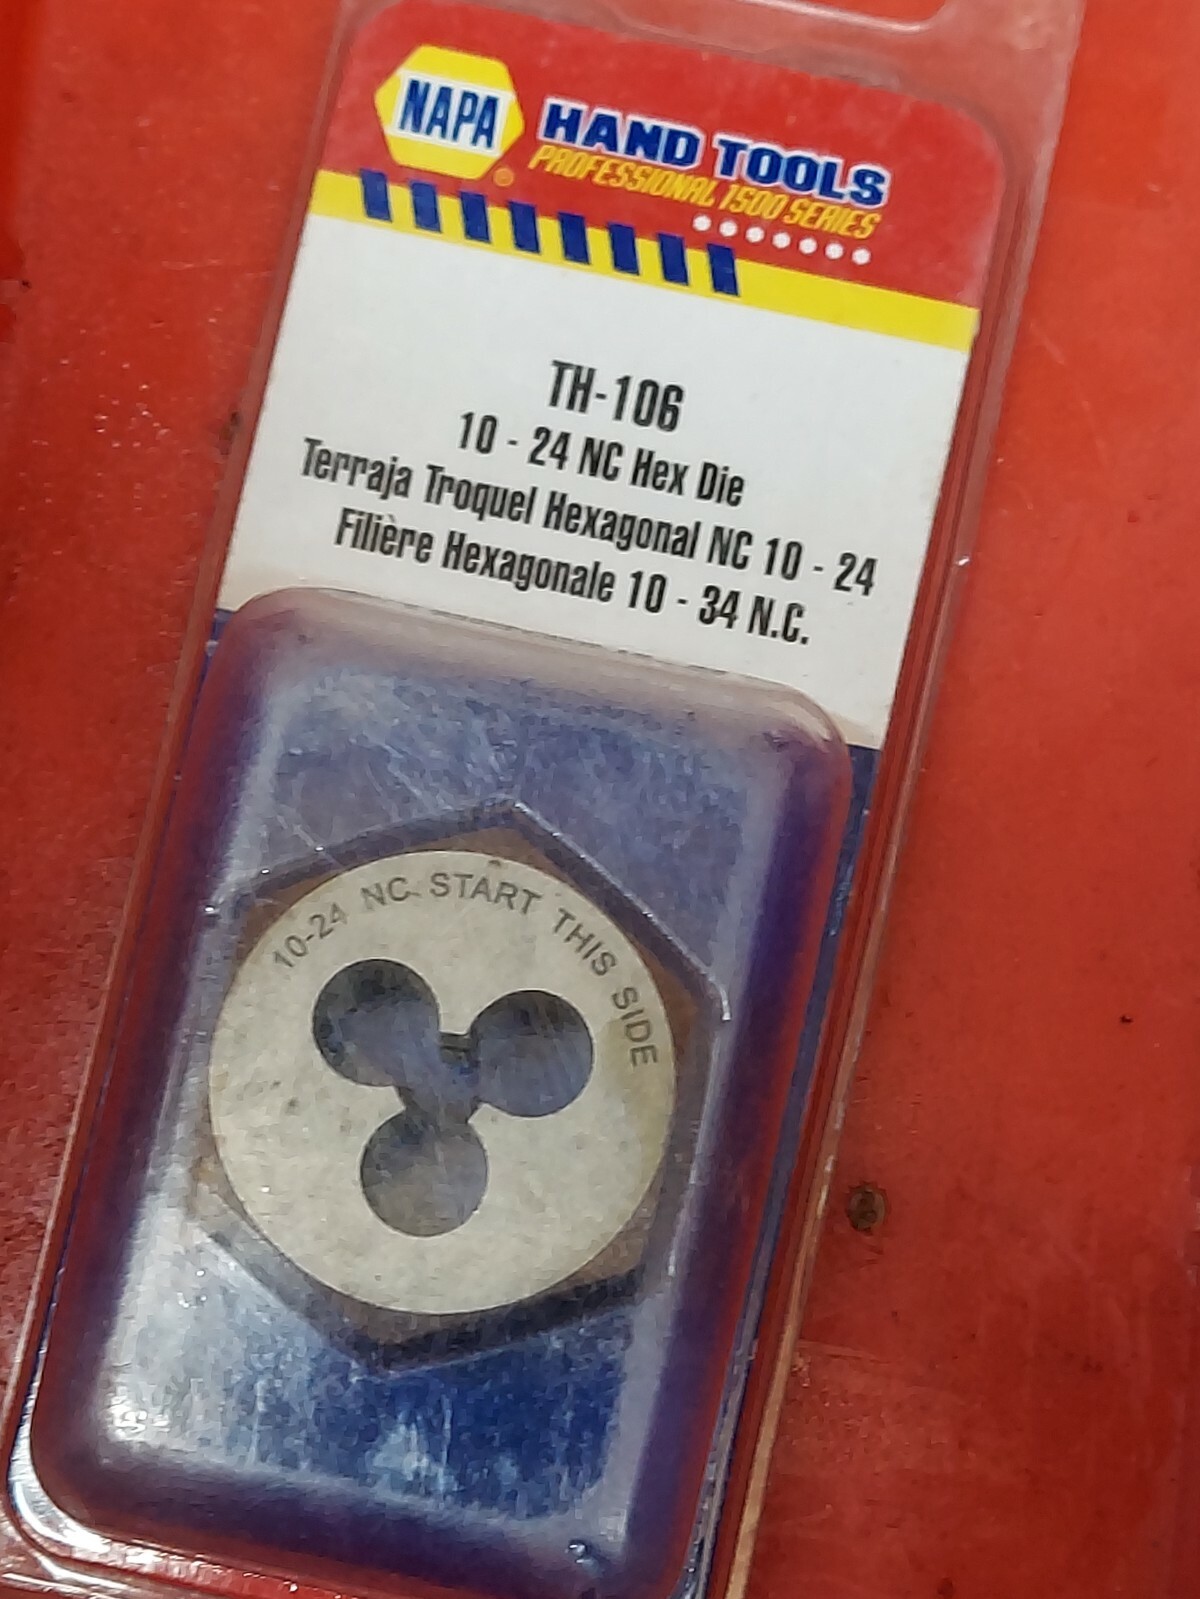 NAPA
HAND TOOLS
PROFESSIONAL 1500 SERIES
TH-106
10 - 24 NC Hex Die
Terraja Troquel Hexagonal NC 10 - 24
Filière Hexagonale 10 - 34 N.C.
10-24 NC. START THIS SIDE